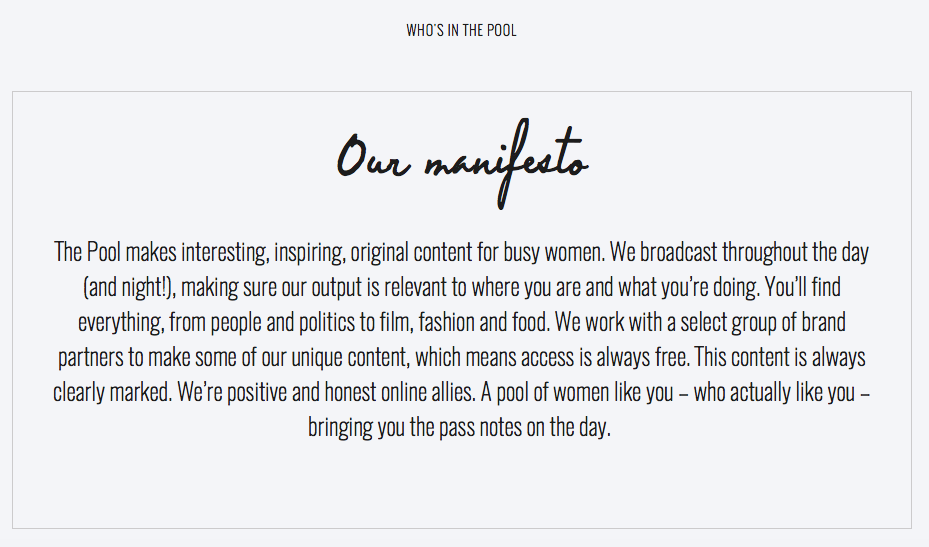 WHO'S IN THE POOL
Our manifesto
The Pool makes interesting, inspiring, original content for busy women. We broadcast throughout the day
(and night!), making sure our output is relevant to where you are and what you're doing. You'll find
everything, from people and politics to film, fashion and food. We work with a select group of brand
partners to make some of our unique content, which means access is always free. This content is always
clearly marked. We're positive and honest online allies. A pool of women like you – who actually like you –
bringing you the pass notes on the day.